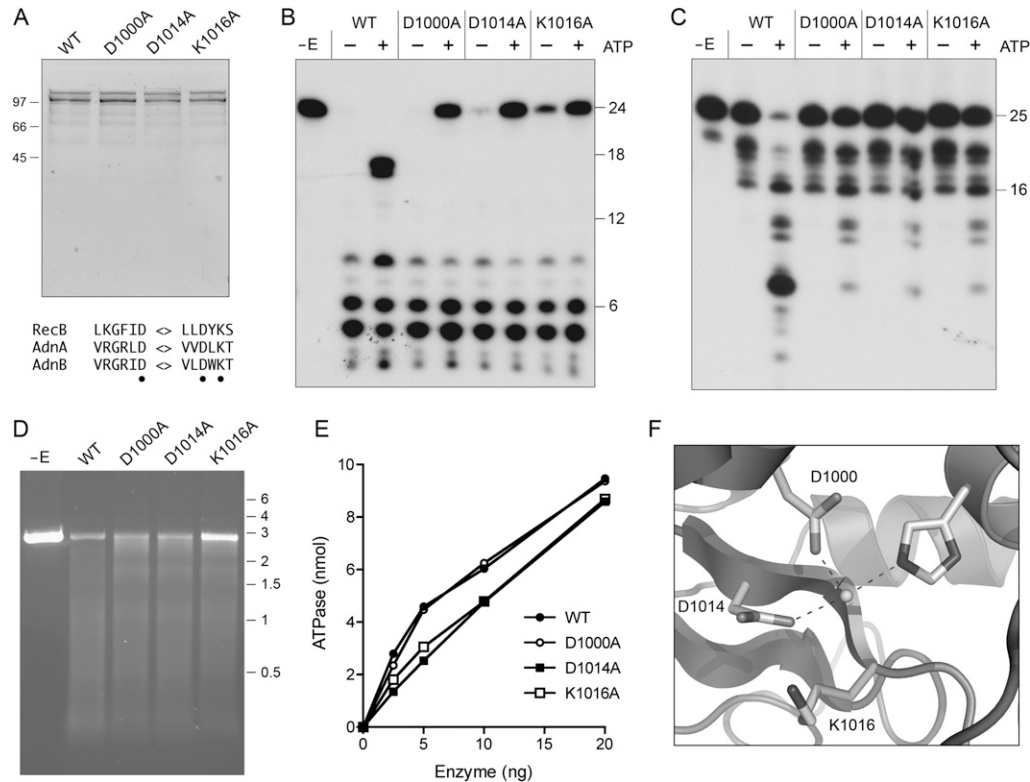 A
WT D1000A D1014A K1016A
97
66
45
RecB LKGFID <> LLDYKS
AdnA VRGRLD <> VVDLKT
AdnB VRGRID <> VLDWKT
B
WT D1000A D1014A K1016A
–E – + – + – + – + ATP
24
18
12
6
C
WT D1000A D1014A K1016A
–E – + – + – + – + ATP
25
16
D
–E WT D1000A D1014A K1016A
6
4
3
2
1.5
1
0.5
E
ATPase (nmol)
10
8
6
4
2
0
0 5 10 15 20
Enzyme (ng)
WT
D1000A
D1014A
K1016A
F
D1000
D1014
K1016